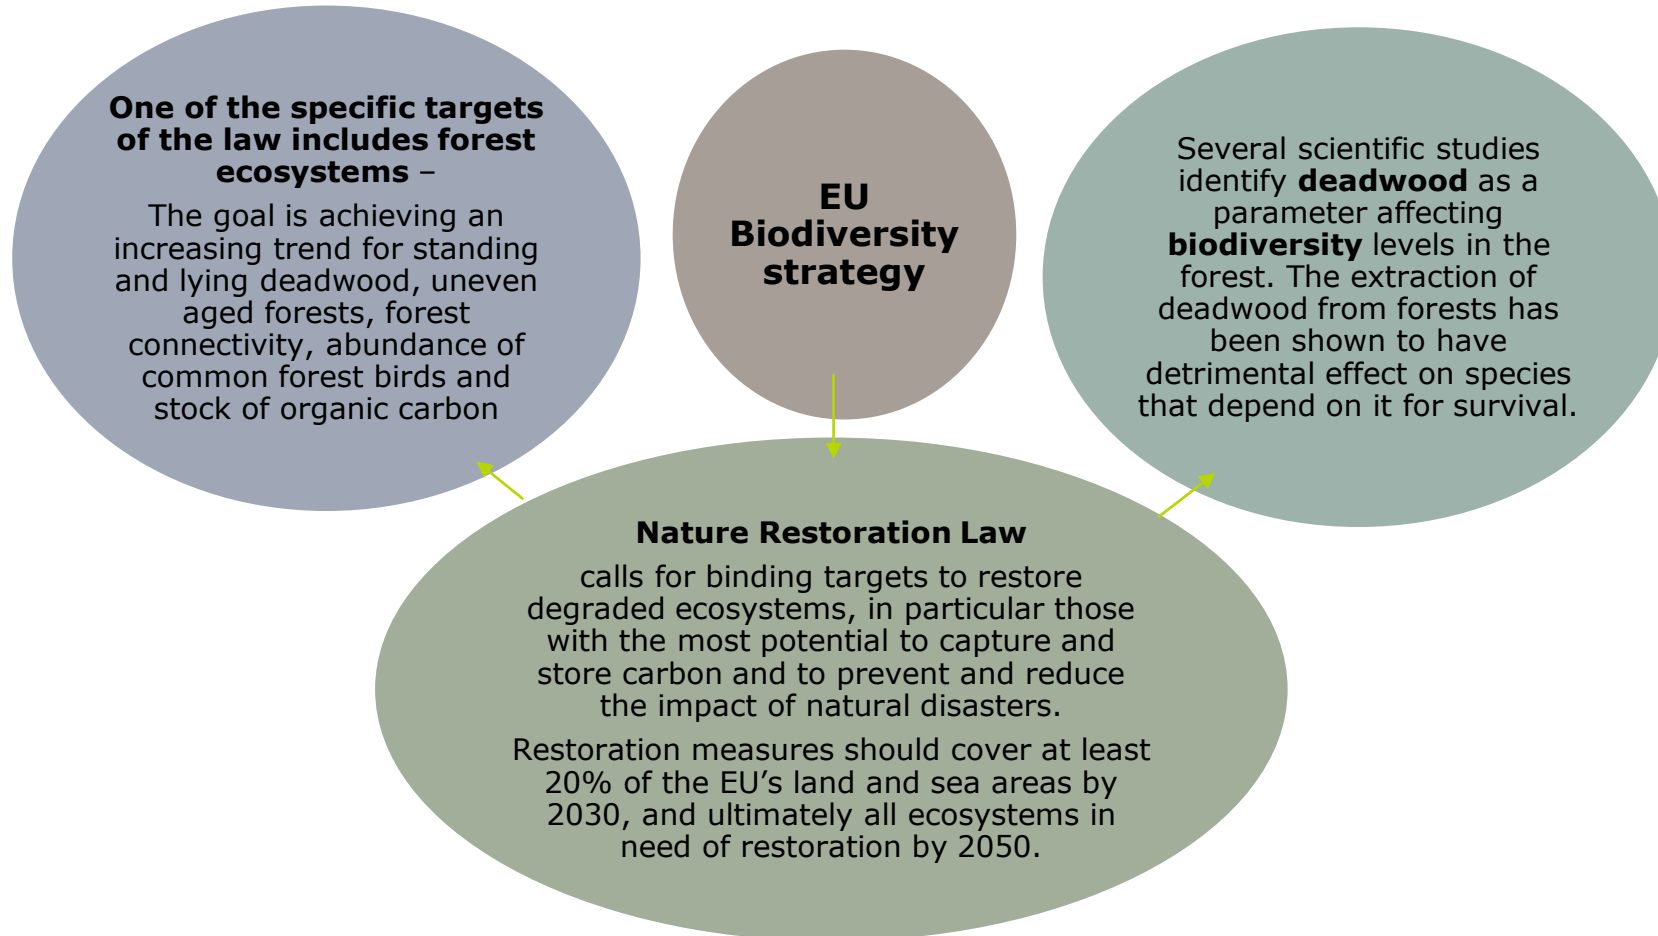 One of the specific targets
of the law includes forest
ecosystems –
The goal is achieving an
increasing trend for standing
and lying deadwood, uneven
aged forests, forest
connectivity, abundance of
common forest birds and
stock of organic carbon
EU
Biodiversity
strategy
Several scientific studies
identify deadwood as a
parameter affecting
biodiversity levels in the
forest. The extraction of
deadwood from forests has
been shown to have
detrimental effect on species
that depend on it for survival.
Nature Restoration Law
calls for binding targets to restore
degraded ecosystems, in particular those
with the most potential to capture and
store carbon and to prevent and reduce
the impact of natural disasters.
Restoration measures should cover at least
20% of the EU’s land and sea areas by
2030, and ultimately all ecosystems in
need of restoration by 2050.